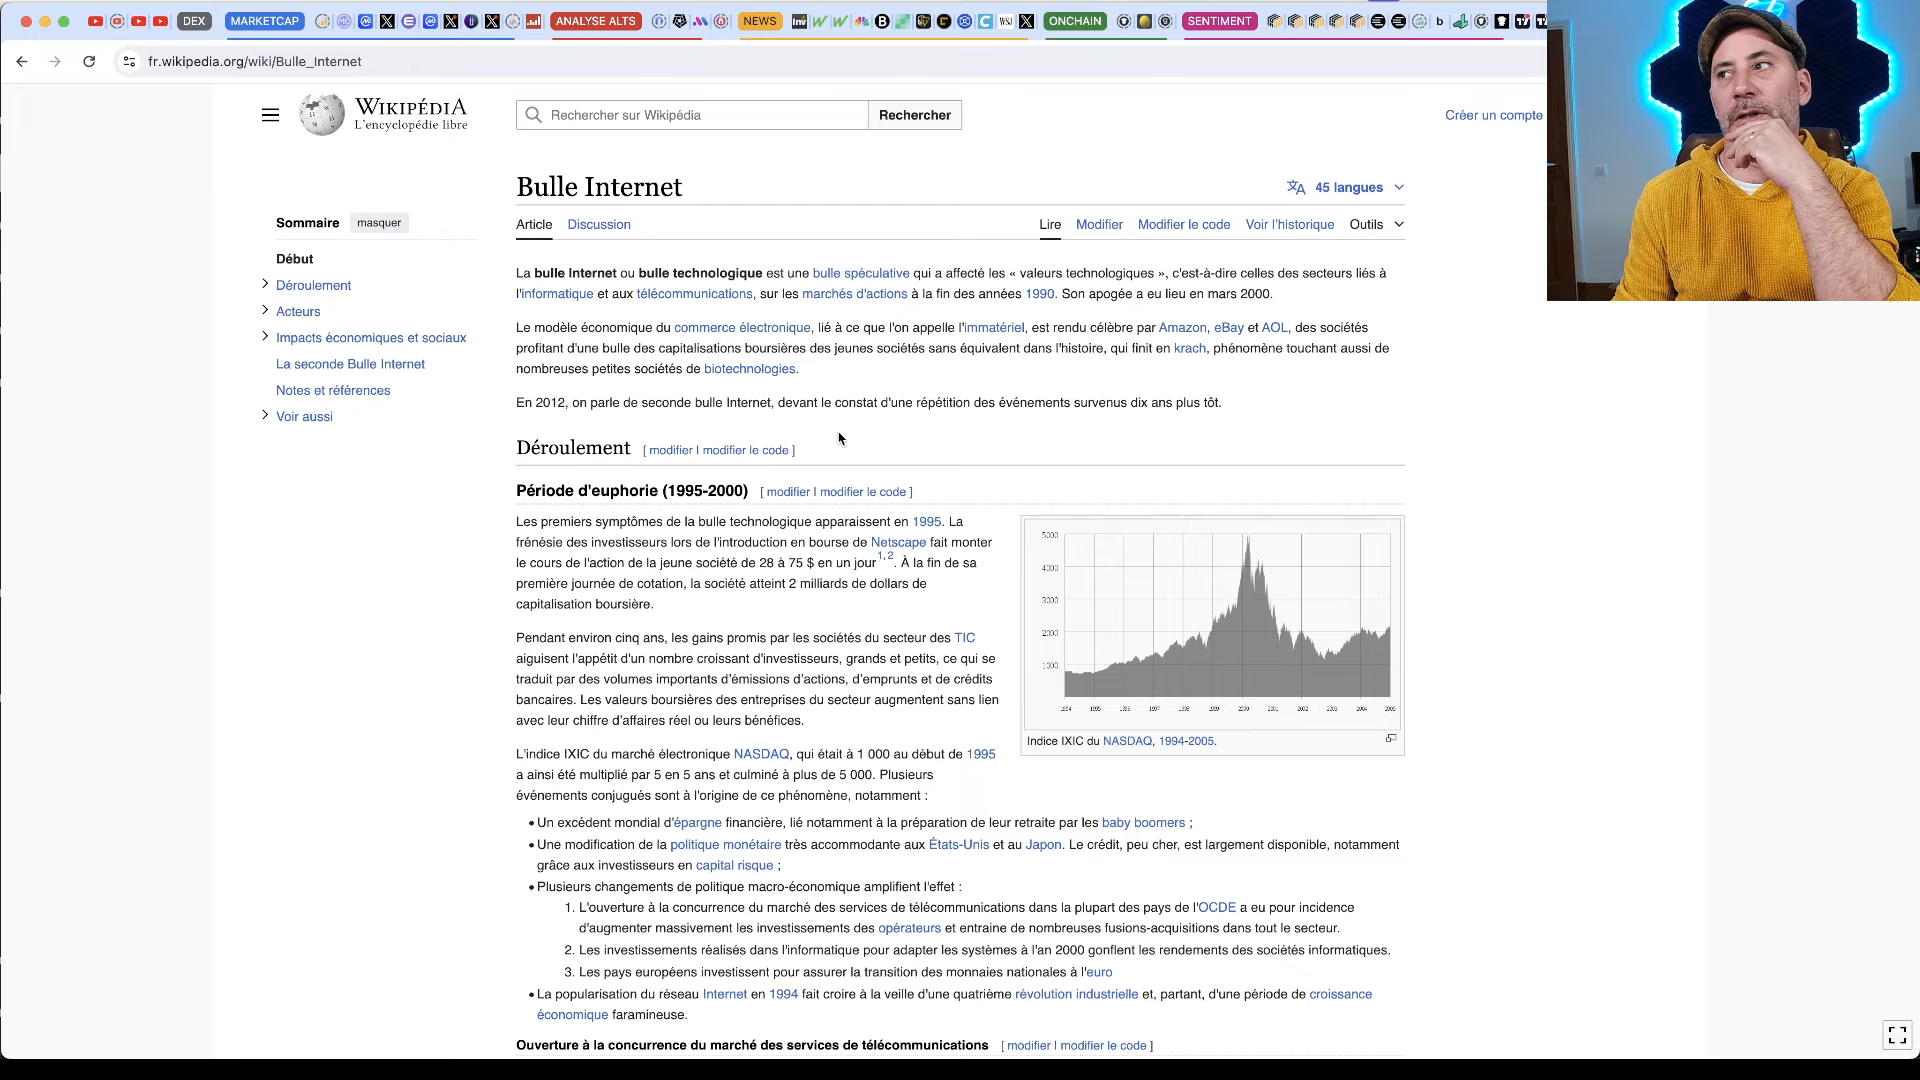 DEX
MARKETCAP
ANALYSE ALTS
NEWS
ONCHAIN
SENTIMENT
fr.wikipedia.org/wiki/Bulle_Internet
WIKIPÉDIA
L'encyclopédie libre
Rechercher sur Wikipédia
Rechercher
Créer un compte
Bulle Internet
45 langues
Article
Discussion
Lire
Modifier
Modifier le code
Voir l'historique
Outils
Sommaire
masquer
Début
Déroulement
Acteurs
Impacts économiques et sociaux
La seconde Bulle Internet
Notes et références
Voir aussi
La bulle Internet ou bulle technologique est une bulle spéculative qui a affecté les « valeurs technologiques », c'est-à-dire celles des secteurs liés à
l'informatique et aux télécommunications, sur les marchés d'actions à la fin des années 1990. Son apogée a eu lieu en mars 2000.
Le modèle économique du commerce électronique, lié à ce que l'on appelle l'immatériel, est rendu célèbre par Amazon, eBay et AOL, des sociétés
profitant d'une bulle des capitalisations boursières des jeunes sociétés sans équivalent dans l'histoire, qui finit en krach, phénomène touchant aussi de
nombreuses petites sociétés de biotechnologies.
En 2012, on parle de seconde bulle Internet, devant le constat d'une répétition des événements survenus dix ans plus tôt.
Déroulement [ modifier | modifier le code ]
Période d'euphorie (1995-2000) [ modifier | modifier le code ]
Les premiers symptômes de la bulle technologique apparaissent en 1995. La
frénésie des investisseurs lors de l'introduction en bourse de Netscape fait monter
le cours de l'action de la jeune société de 28 à 75 $ en un jour1, 2. À la fin de sa
première journée de cotation, la société atteint 2 milliards de dollars de
capitalisation boursière.
Pendant environ cinq ans, les gains promis par les sociétés du secteur des TIC
aiguisent l'appétit d'un nombre croissant d'investisseurs, grands et petits, ce qui se
traduit par des volumes importants d'émissions d'actions, d'emprunts et de crédits
bancaires. Les valeurs boursières des entreprises du secteur augmentent sans lien
avec leur chiffre d'affaires réel ou leurs bénéfices.
L'indice IXIC du marché électronique NASDAQ, qui était à 1 000 au début de 1995
a ainsi été multiplié par 5 en 5 ans et culminé à plus de 5 000. Plusieurs
événements conjugués sont à l'origine de ce phénomène, notamment :
5000
4000
3000
2000
1000
1994 1995 1996 1997 1998 1999 2000 2001 2002 2003 2004 2005
Indice IXIC du NASDAQ, 1994-2005.
• Un excédent mondial d'épargne financière, lié notamment à la préparation de leur retraite par les baby boomers ;
• Une modification de la politique monétaire très accommodante aux États-Unis et au Japon. Le crédit, peu cher, est largement disponible, notamment
grâce aux investisseurs en capital risque ;
• Plusieurs changements de politique macro-économique amplifient l'effet :
1. L'ouverture à la concurrence du marché des services de télécommunications dans la plupart des pays de l'OCDE a eu pour incidence
d'augmenter massivement les investissements des opérateurs et entraine de nombreuses fusions-acquisitions dans tout le secteur.
2. Les investissements réalisés dans l'informatique pour adapter les systèmes à l'an 2000 gonflent les rendements des sociétés informatiques.
3. Les pays européens investissent pour assurer la transition des monnaies nationales à l'euro
• La popularisation du réseau Internet en 1994 fait croire à la veille d'une quatrième révolution industrielle et, partant, d'une période de croissance
économique faramineuse.
Ouverture à la concurrence du marché des services de télécommunications [ modifier | modifier le code ]